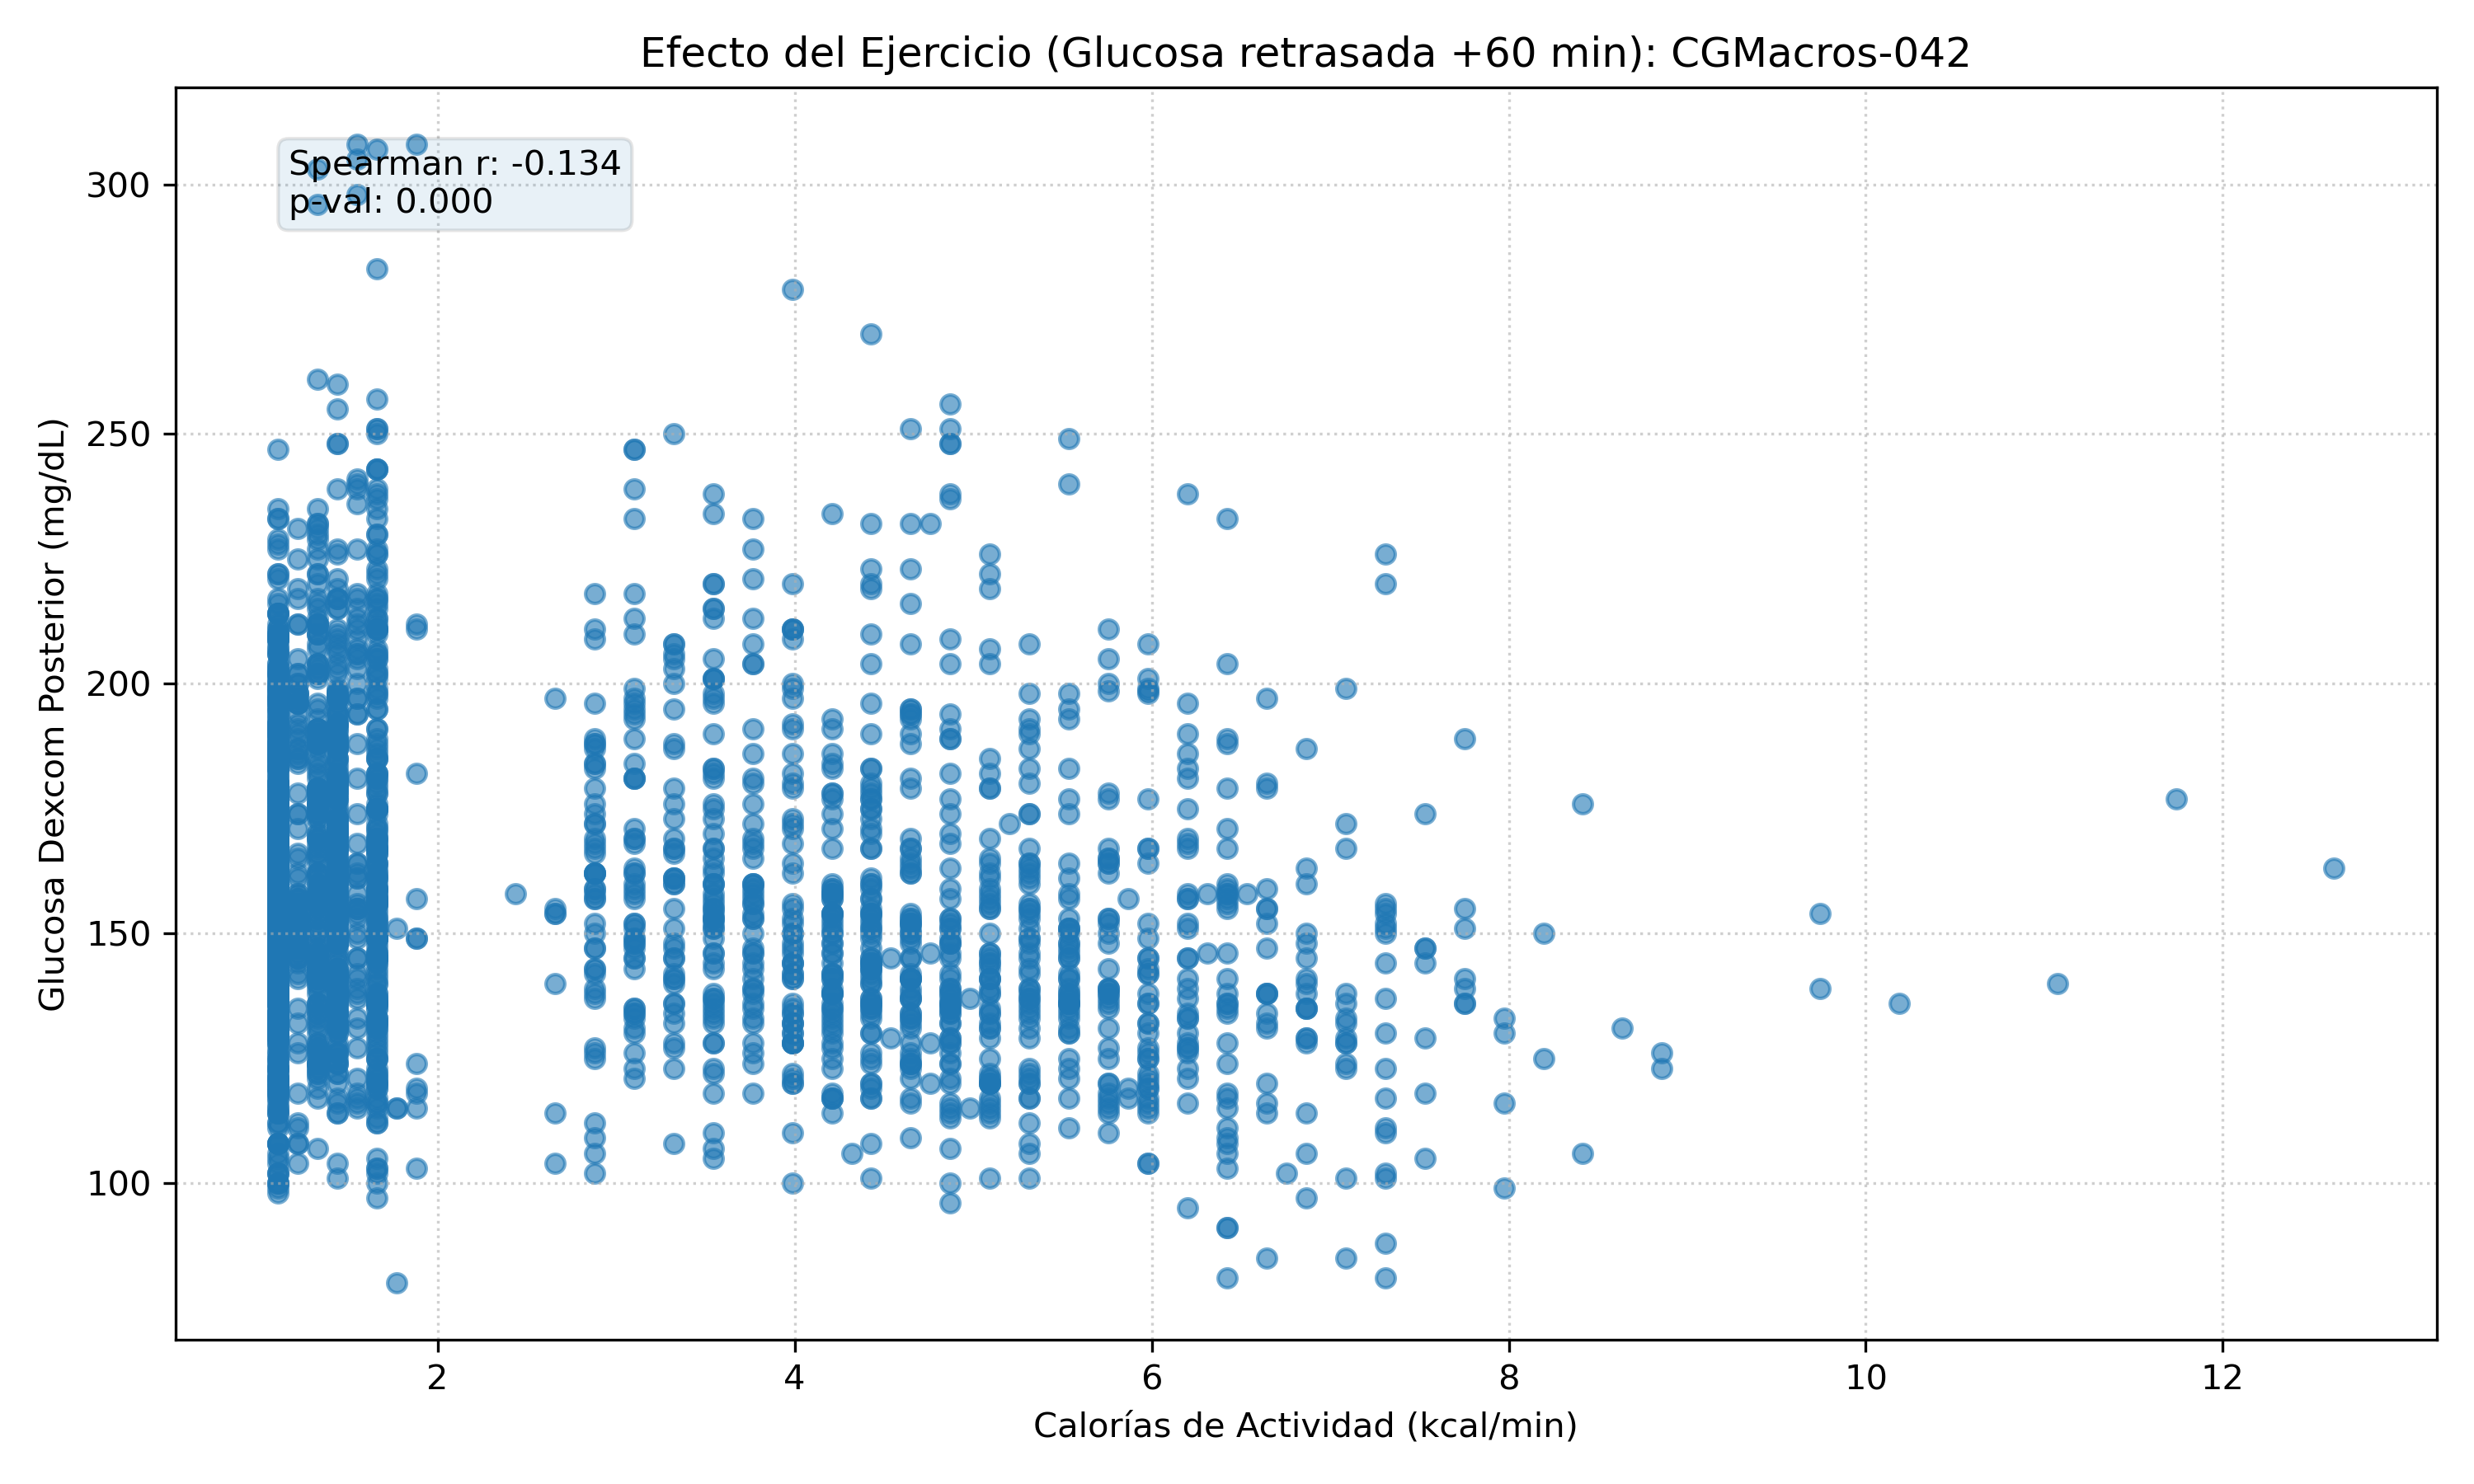 Efecto del Ejercicio (Glucosa retrasada +60 min): CGMacros-042
Spearman r: -0.134
p-val: 0.000
Glucosa Dexcom Posterior (mg/dL)
300
250
200
150
100
2
4
6
8
10
12
Calorías de Actividad (kcal/min)